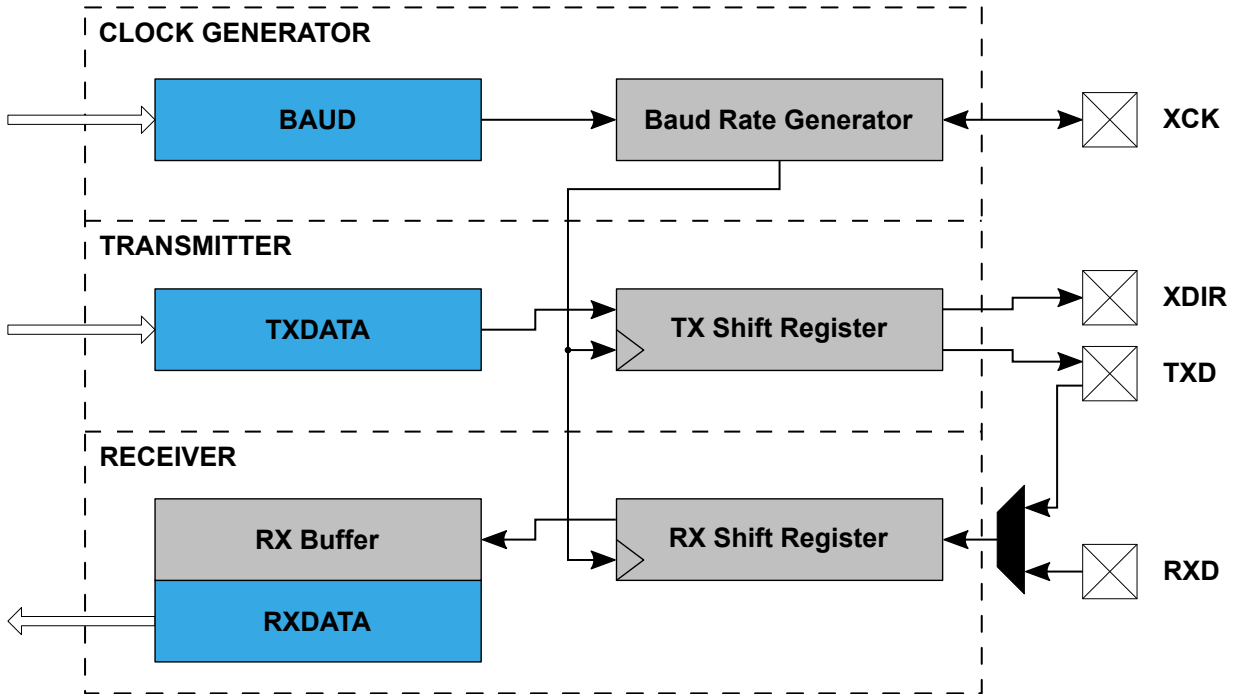 CLOCK GENERATOR
BAUD
Baud Rate Generator
XCK
TRANSMITTER
TXDATA
TX Shift Register
XDIR
TXD
RECEIVER
RX Buffer
RX Shift Register
RXD
RXDATA